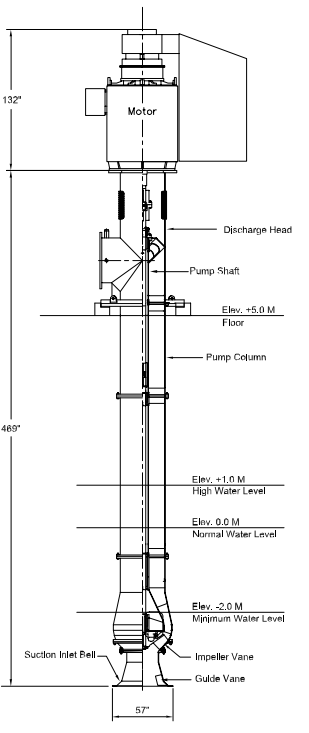 132"
Motor
Discharge Head
Pump Shaft
Elev. +5.0 M
Floor
Pump Column
469"
Elev. +1.0 M
High Water Level
Elev. 0.0 M
Normal Water Level
Elev. -2.0 M
Minimum Water Level
Suction Inlet Bell
Impeller Vane
Guide Vane
57"